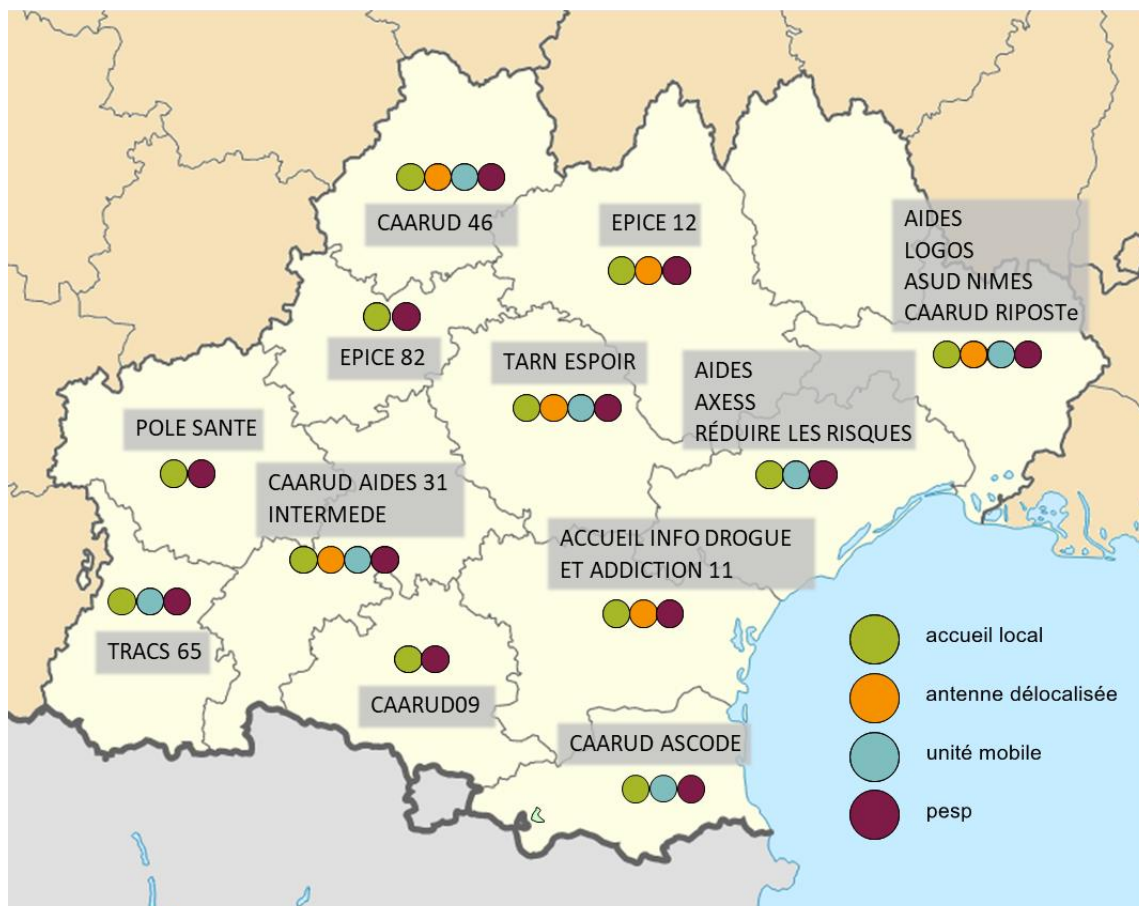 CAARUD 46
EPICE 12
AIDES
LOGOS
ASUD NIMES
CAARUD RIPOSTe
EPICE 82
TARN ESPOIR
AIDES
AXESS
RÉDUIRE LES RISQUES
POLE SANTE
CAARUD AIDES 31
INTERMEDE
ACCUEIL INFO DROGUE
ET ADDICTION 11
TRACS 65
CAARUD09
CAARUD ASCODE
accueil local
antenne délocalisée
unité mobile
pesp